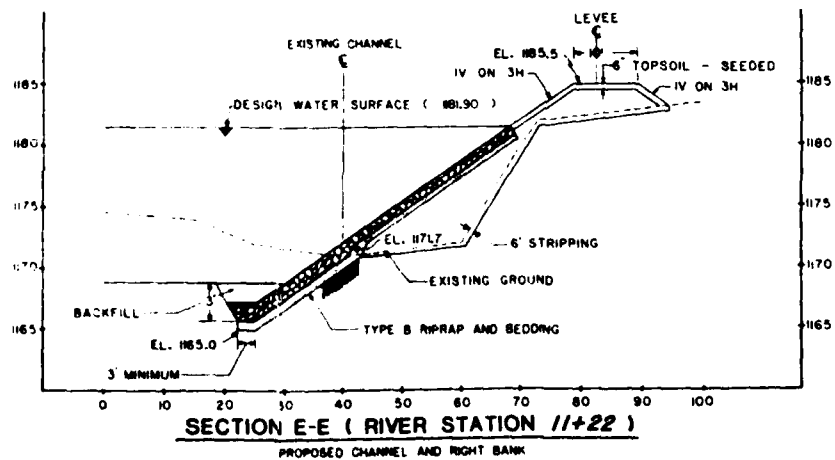 LEVEE
℄
EXISTING CHANNEL
℄
EL. 1185.5
10'
6" TOPSOIL - SEEDED
1V ON 3H
1V ON 3H
DESIGN WATER SURFACE ( 1181.90)
1185
1180
1175
1170
1165
1185
1180
1175
1170
1165
EL. 1171.7
6" STRIPPING
EXISTING GROUND
3'
BACKFILL
TYPE B RIPRAP AND BEDDING
EL. 1165.0
3' MINIMUM
0 10 20 30 40 50 60 70 80 90 100
SECTION E-E ( RIVER STATION 11+22 )
PROPOSED CHANNEL AND RIGHT BANK